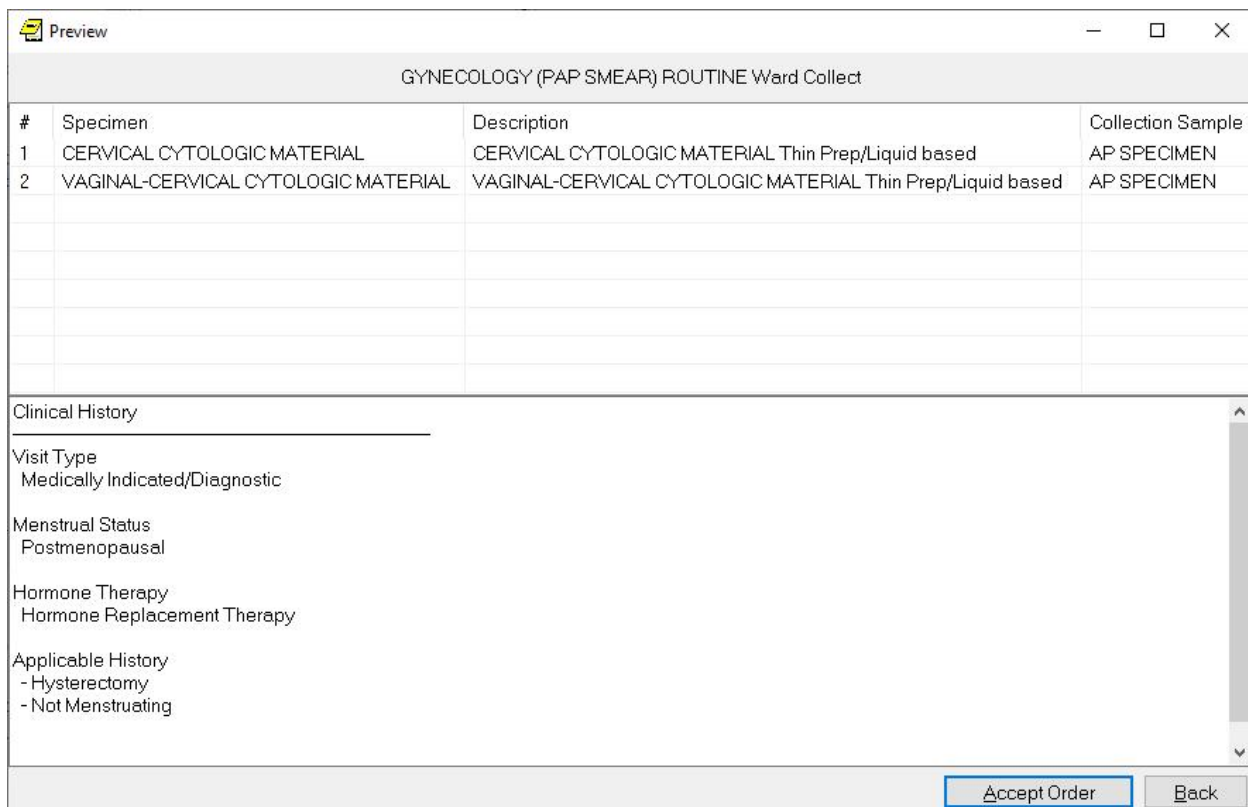 Preview
GYNECOLOGY (PAP SMEAR) ROUTINE Ward Collect
# Specimen Description Collection Sample
1 CERVICAL CYTOLOGIC MATERIAL CERVICAL CYTOLOGIC MATERIAL Thin Prep/Liquid based AP SPECIMEN
2 VAGINAL-CERVICAL CYTOLOGIC MATERIAL VAGINAL-CERVICAL CYTOLOGIC MATERIAL Thin Prep/Liquid based AP SPECIMEN
Clinical History
Visit Type
Medically Indicated/Diagnostic
Menstrual Status
Postmenopausal
Hormone Therapy
Hormone Replacement Therapy
Applicable History
- Hysterectomy
- Not Menstruating
Accept Order Back